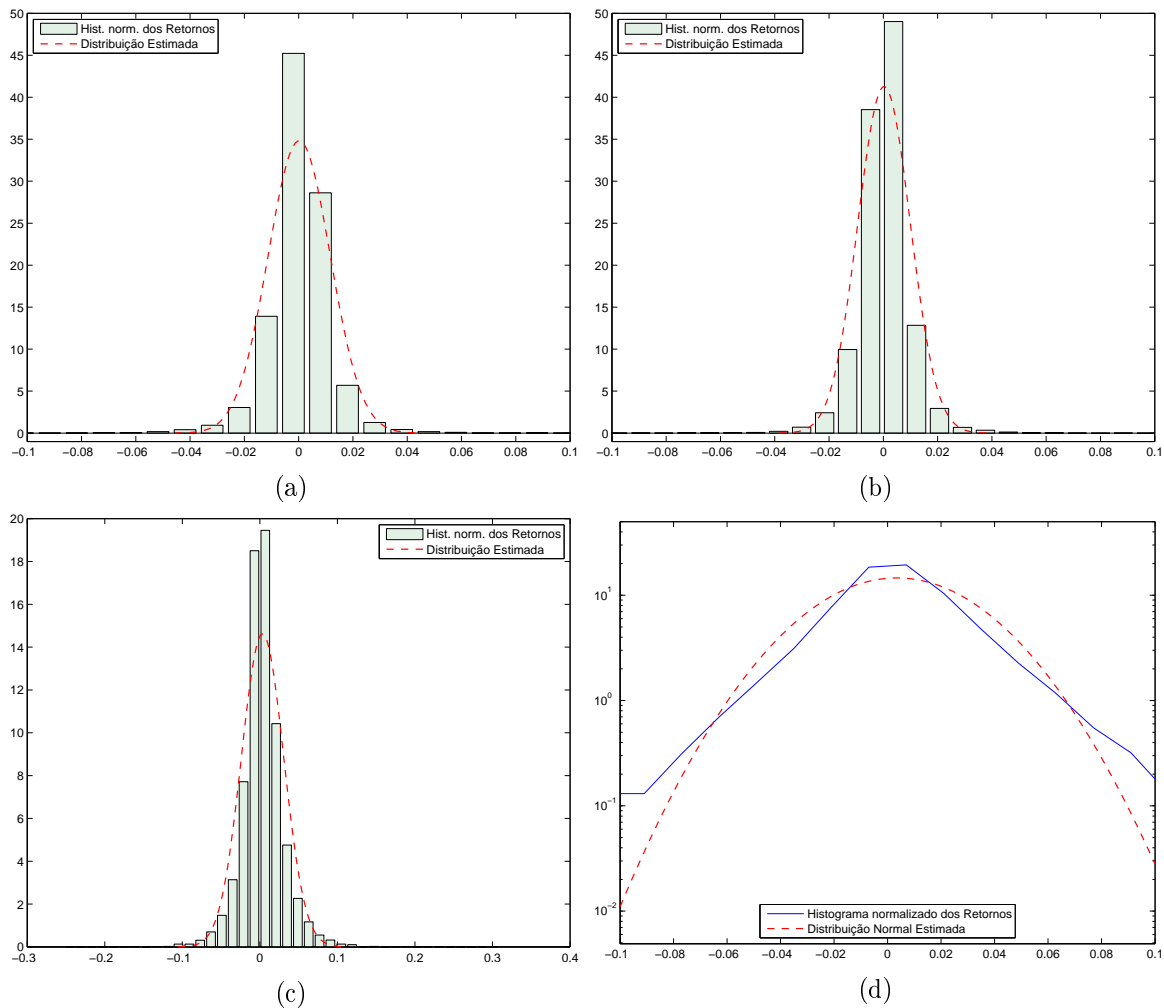 50
45
40
35
30
25
20
15
10
5
0
−0.1 −0.08 −0.06 −0.04 −0.02 0 0.02 0.04 0.06 0.08 0.1
Hist. norm. dos Retornos
Distribuição Estimada
(a)
50
45
40
35
30
25
20
15
10
5
0
−0.1 −0.08 −0.06 −0.04 −0.02 0 0.02 0.04 0.06 0.08 0.1
Hist. norm. dos Retornos
Distribuição Estimada
(b)
20
18
16
14
12
10
8
6
4
2
0
−0.3 −0.2 −0.1 0 0.1 0.2 0.3 0.4
Hist. norm. dos Retornos
Distribuição Estimada
(c)
10¹
10⁰
10⁻¹
10⁻²
−0.1 −0.08 −0.06 −0.04 −0.02 0 0.02 0.04 0.06 0.08 0.1
Histograma normalizado dos Retornos
Distribuição Normal Estimada
(d)